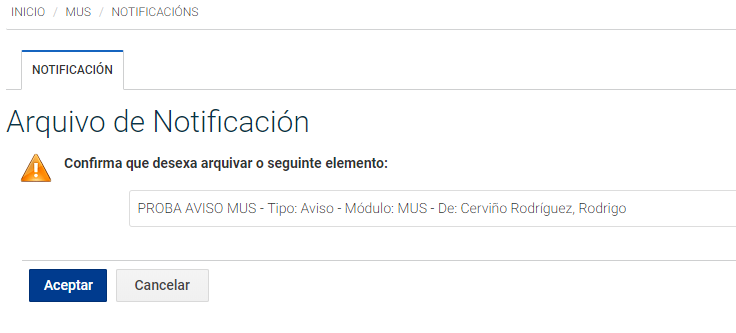 INICIO / MUS / NOTIFICACIÓNS
NOTIFICACIÓN
Arquivo de Notificación
Confirma que desexa arquivar o seguinte elemento:
PROBA AVISO MUS - Tipo: Aviso - Módulo: MUS - De: Cerviño Rodríguez, Rodrigo
Aceptar Cancelar